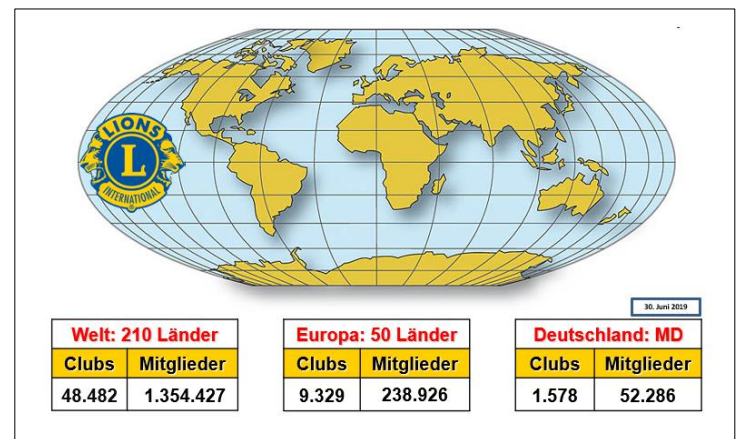 LIONS
L
INTERNATIONAL
30. Juni 2019
Welt: 210 Länder
Clubs Mitglieder
48.482 1.354.427
Europa: 50 Länder
Clubs Mitglieder
9.329 238.926
Deutschland: MD
Clubs Mitglieder
1.578 52.286